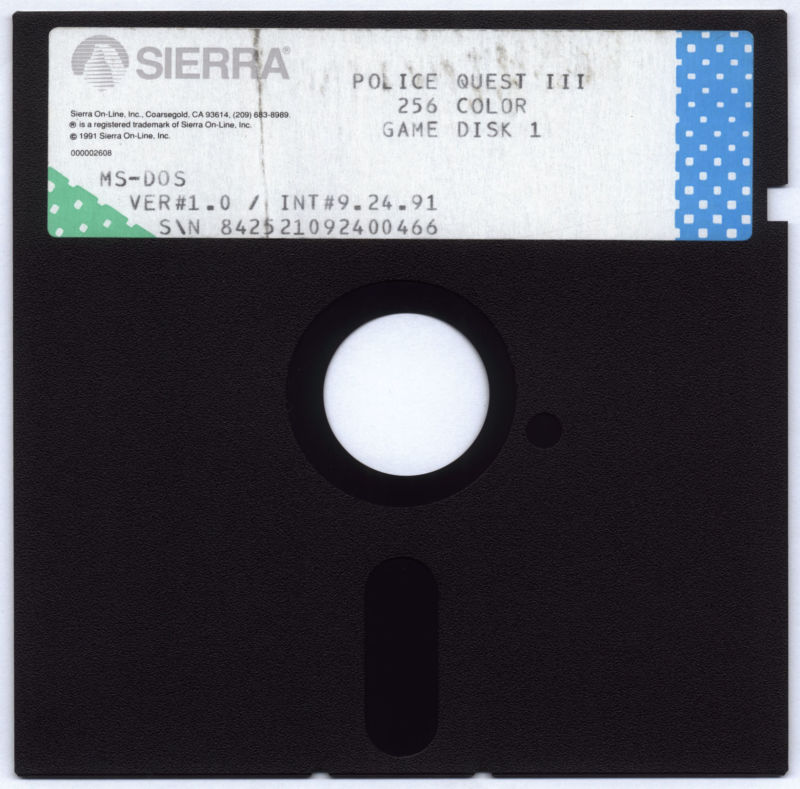 SIERRA®
POLICE QUEST III
256 COLOR
GAME DISK 1
Sierra On-Line, Inc., Coarsegold, CA 93614, (209) 683-8989.
® is a registered trademark of Sierra On-Line, Inc.
© 1991 Sierra On-Line, Inc.
000002608
MS-DOS
VER#1.0 / INT#9.24.91
S\N 842521092400466